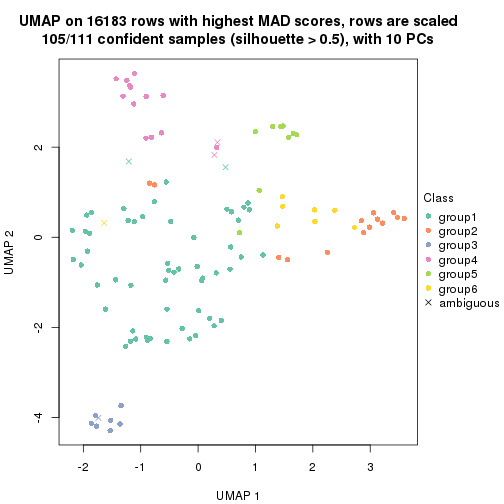 UMAP on 16183 rows with highest MAD scores, rows are scaled
105/111 confident samples (silhouette > 0.5), with 10 PCs
UMAP 2
2
0
-2
-4
-2
-1
0
1
2
3
UMAP 1
Class
group1
group2
group3
group4
group5
group6
ambiguous